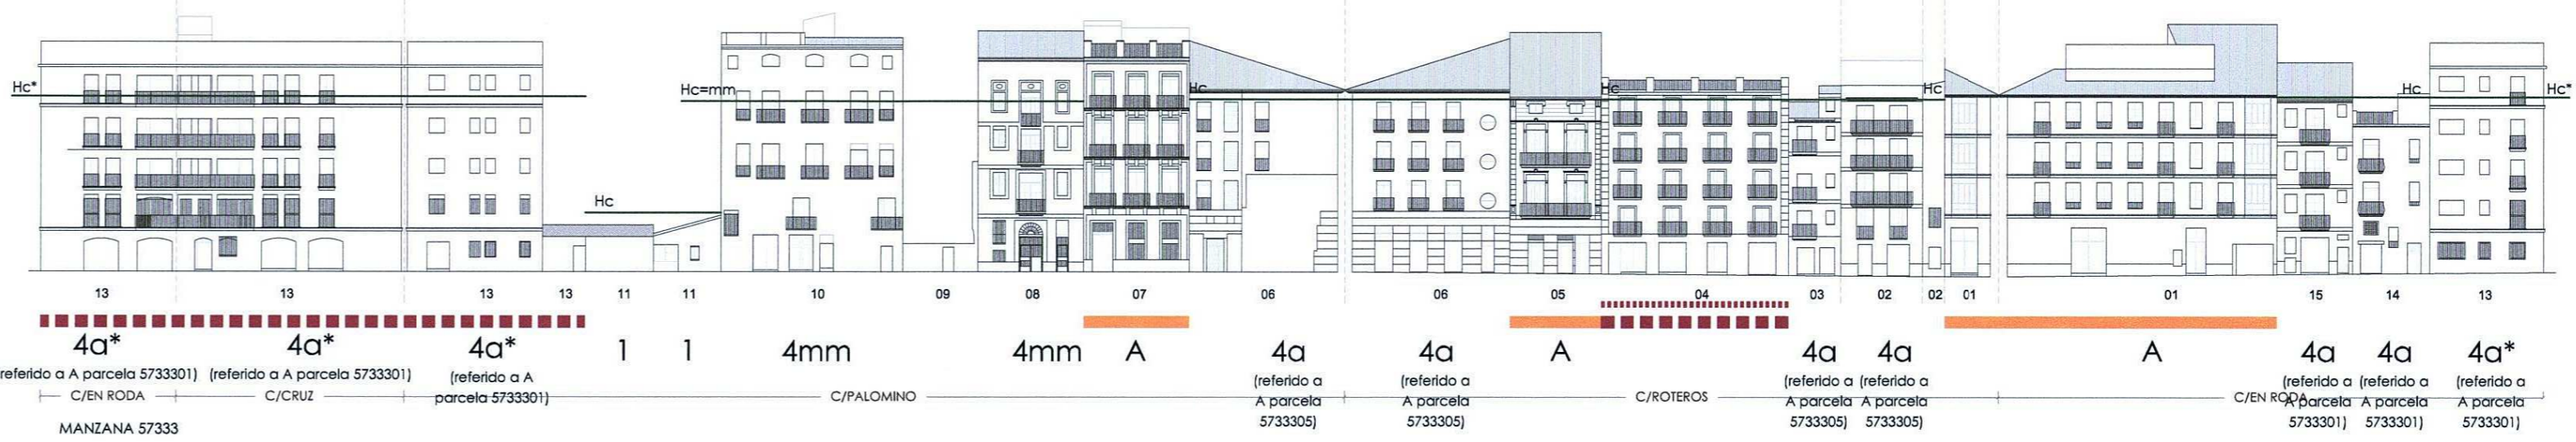 Hc* Hc Hc=mm Hc Hc Hc Hc Hc*
13 13 13 13 11 11 10 09 08 07 06 06 05 04 03 02 02 01 01 15 14 13
4a* 4a* 4a* 1 1 4mm 4mm A 4a 4a A 4a 4a A 4a 4a 4a*
referido a A parcela 5733301) (referido a A parcela 5733301)
(referido a A
parcela 5733301)
(referido a
A parcela
5733305)
(referido a
A parcela
5733305)
(referido a
A parcela
5733305)
(referido a
A parcela
5733305)
(referido a
A parcela
5733301)
(referido a
A parcela
5733301)
(referido a
A parcela
5733301)
C/EN RODA C/CRUZ C/PALOMINO C/ROTEROS C/EN RODA
MANZANA 57333